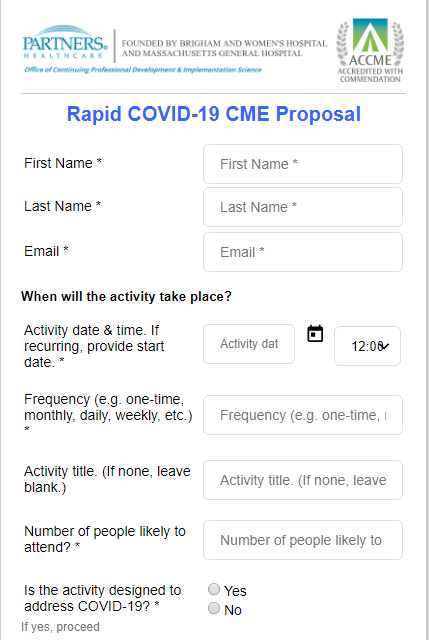 PARTNERS®
HEALTHCARE
FOUNDED BY BRIGHAM AND WOMEN'S HOSPITAL
AND MASSACHUSETTS GENERAL HOSPITAL
Office of Continuing Professional Development & Implementation Science
ACCME
ACCREDITED WITH
COMMENDATION
Rapid COVID-19 CME Proposal
First Name *
First Name *
Last Name *
Last Name *
Email *
Email *
When will the activity take place?
Activity date & time. If
recurring, provide start
date. *
Activity dat
12:00
Frequency (e.g. one-time,
monthly, daily, weekly, etc.)
*
Frequency (e.g. one-time,
Activity title. (If none, leave
blank.)
Activity title. (If none, leave
Number of people likely to
attend? *
Number of people likely to
Is the activity designed to
address COVID-19? *
Yes
No
If yes, proceed